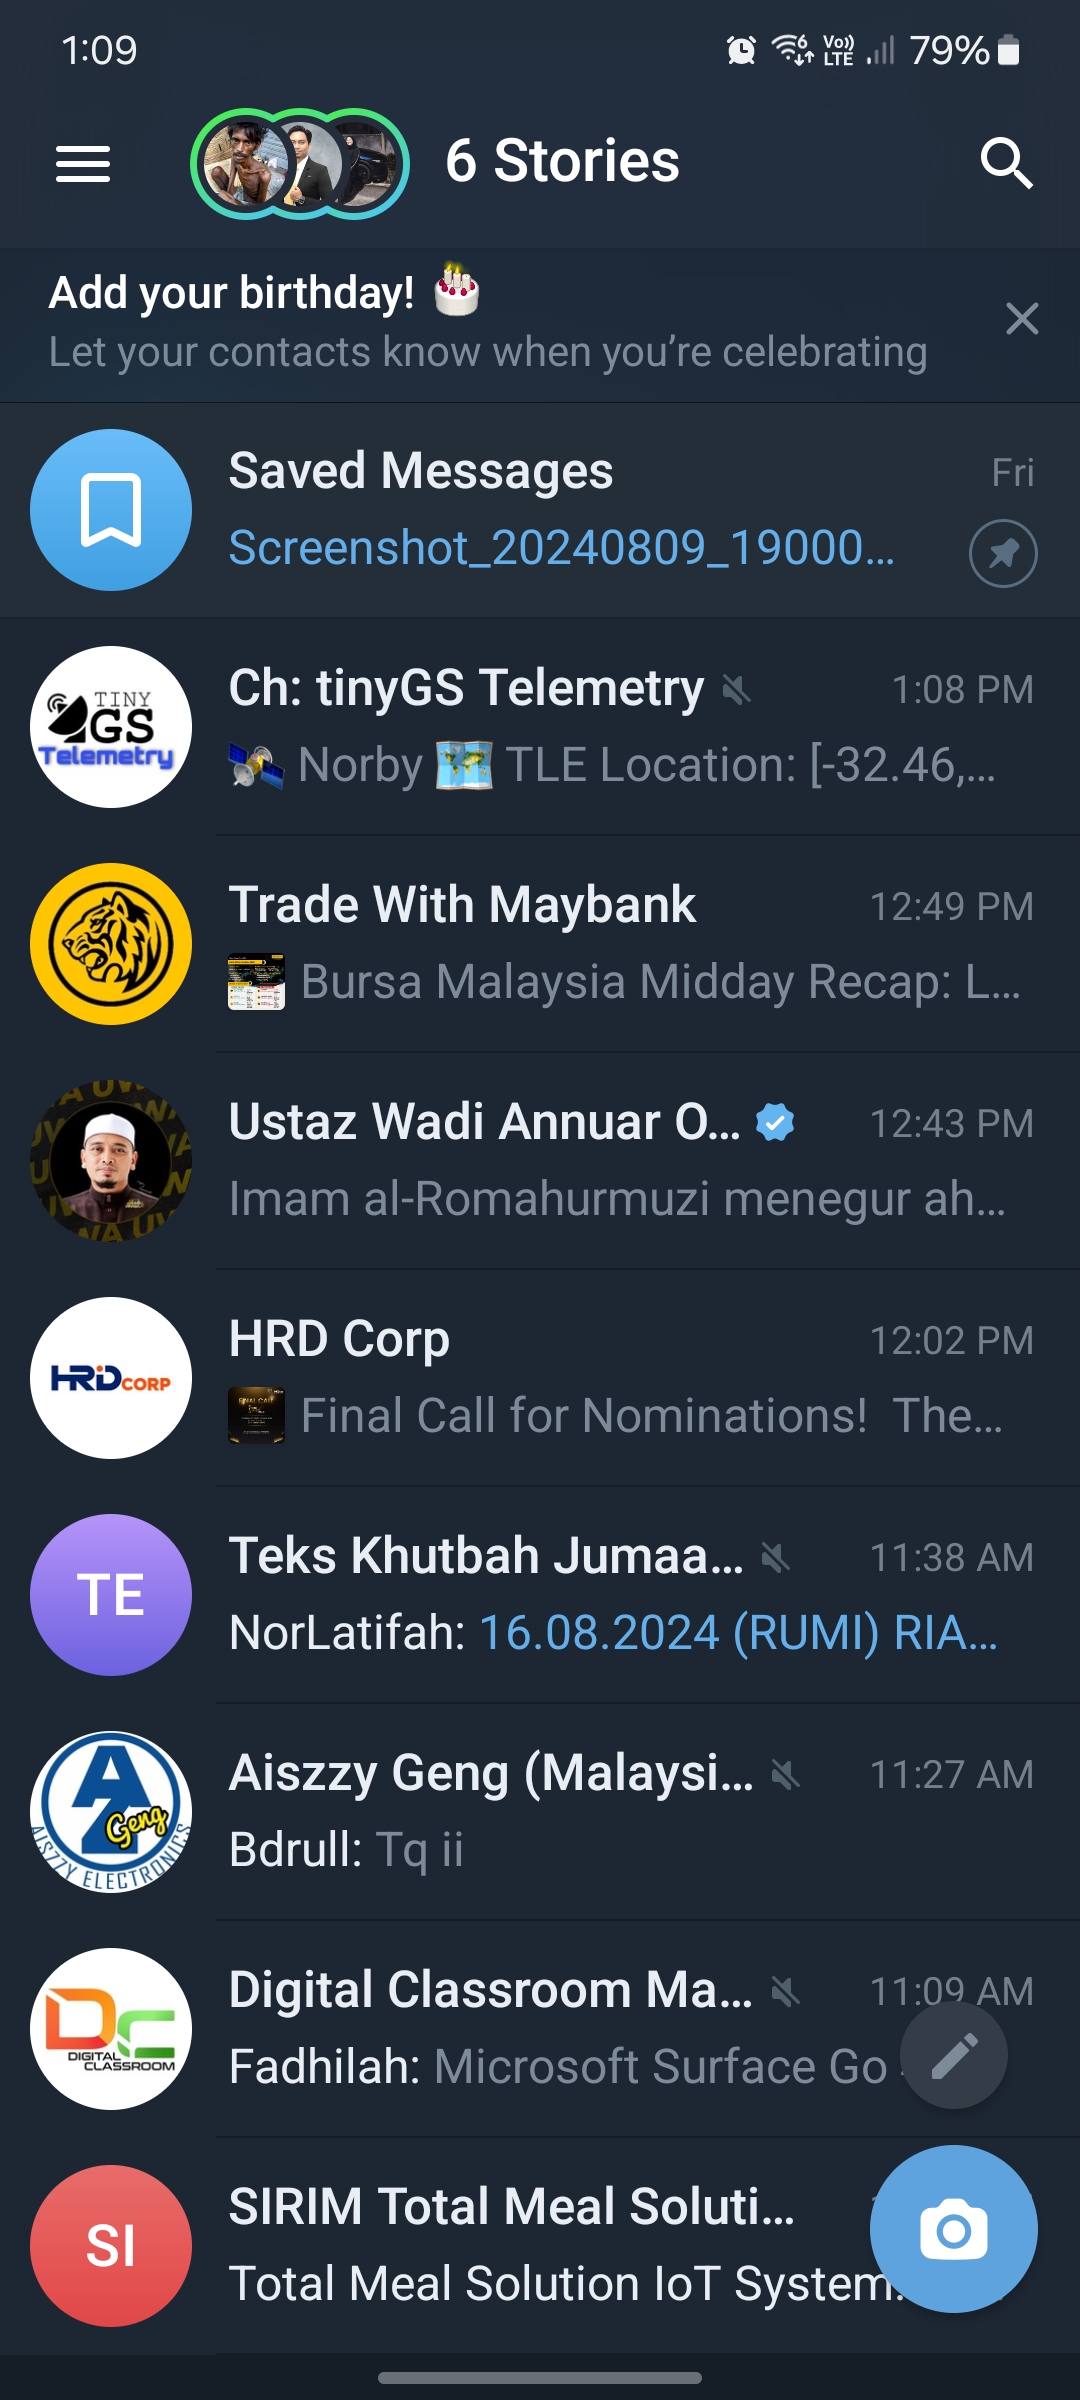 1:09
Vo)) LTE
79%
6 Stories
Add your birthday! 🎂
Let your contacts know when you’re celebrating
Saved Messages
Fri
Screenshot_20240809_19000...
TINY
GS
Telemetry
Ch: tinyGS Telemetry
1:08 PM
🛰 Norby 🗺 TLE Location: [-32.46,...
Trade With Maybank
12:49 PM
Bursa Malaysia Midday Recap: L...
Ustaz Wadi Annuar O...
12:43 PM
Imam al-Romahurmuzi menegur ah...
HRD CORP
HRD Corp
12:02 PM
FINAL CALL
Final Call for Nominations!  The...
TE
Teks Khutbah Jumaa...
11:38 AM
NorLatifah: 16.08.2024 (RUMI) RIA...
AZ
Geng
AISZZY ELECTRONICS
Aiszzy Geng (Malaysi...
11:27 AM
Bdrull: Tq ii
DC
DIGITAL
CLASSROOM
Digital Classroom Ma...
11:09 AM
Fadhilah: Microsoft Surface Go
SI
SIRIM Total Meal Soluti...
Total Meal Solution IoT System.